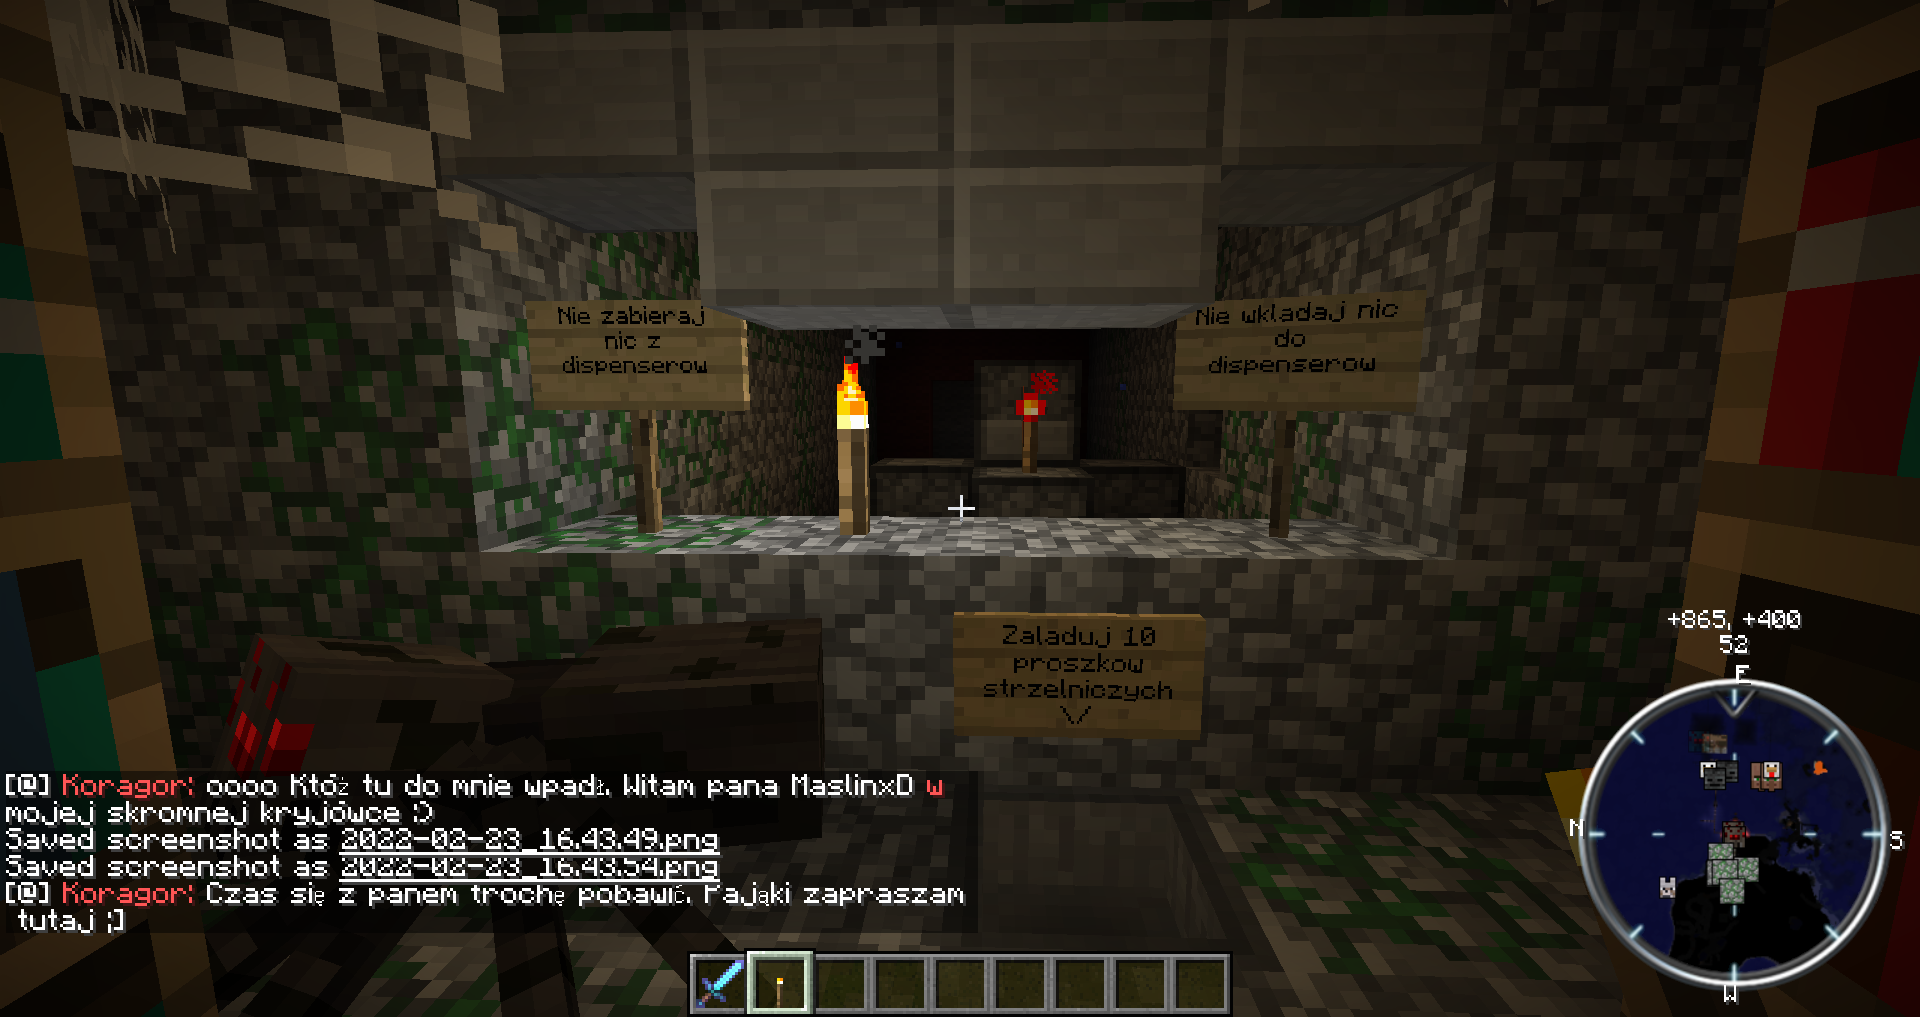 Nie zabieraj
nic z
dispenserow
Nie wkladaj nic
do
dispenserow
Zaladuj 10
proszkow
strzelniczych
\/
+865, +400
52
E
N
S
W
[@] Koragor: oooo Któż tu do mnie wpadł. Witam pana MaslinxD w
mojej skromnej kryjówce :)
Saved screenshot as 2022-02-23_16.43.49.png
Saved screenshot as 2022-02-23_16.43.54.png
[@] Koragor: Czas się z panem trochę pobawić. Pająki zapraszam
tutaj ;]